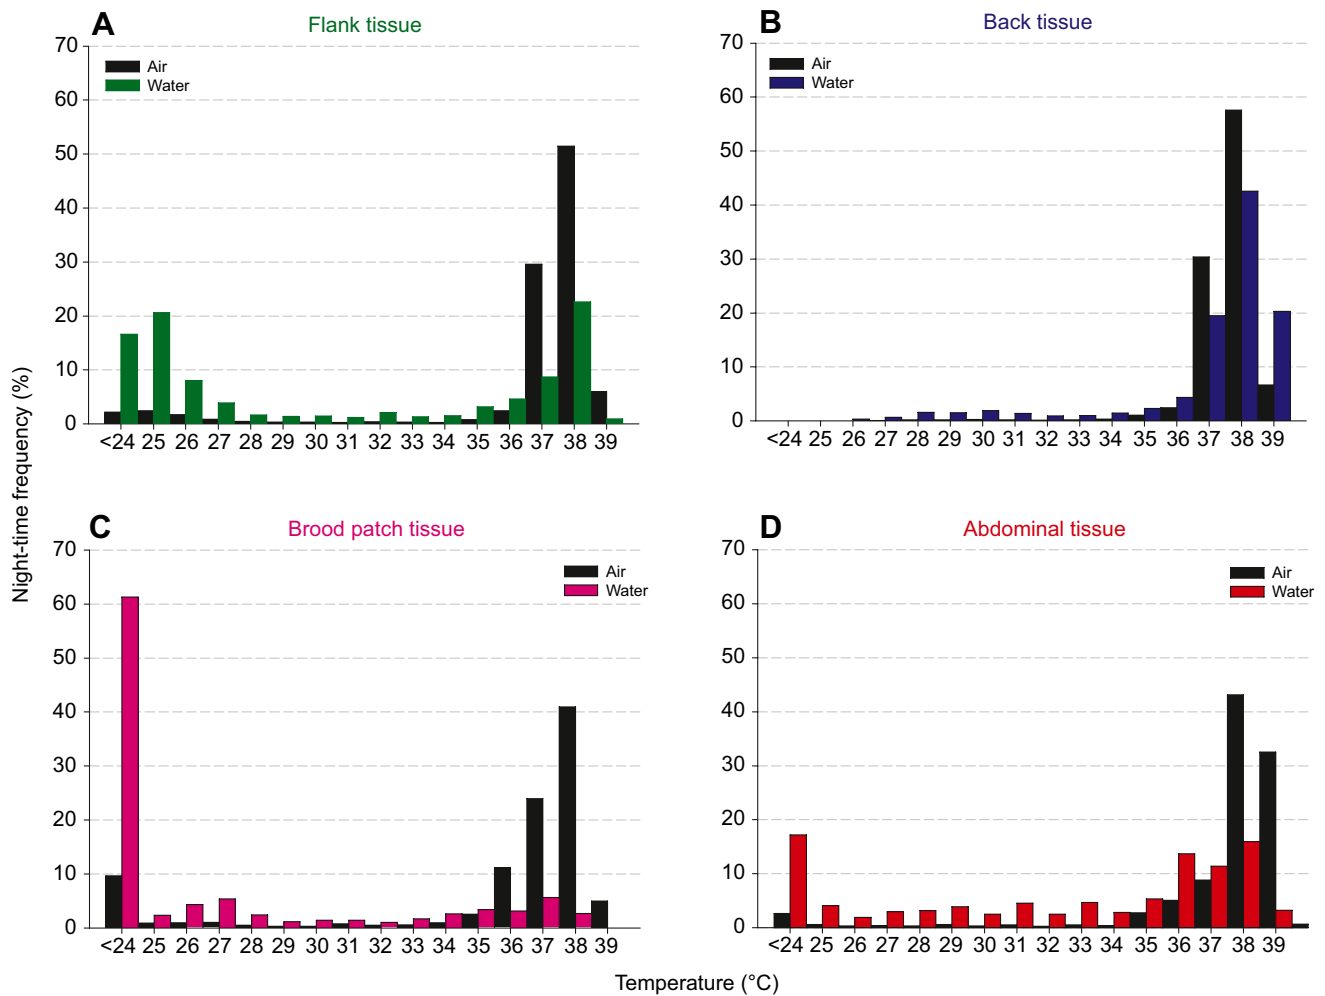 A
Flank tissue
70
60
50
40
30
20
10
0
Air
Water
<24 25 26 27 28 29 30 31 32 33 34 35 36 37 38 39
B
Back tissue
70
60
50
40
30
20
10
0
Air
Water
<24 25 26 27 28 29 30 31 32 33 34 35 36 37 38 39
Night-time frequency (%)
C
Brood patch tissue
70
60
50
40
30
20
10
0
Air
Water
<24 25 26 27 28 29 30 31 32 33 34 35 36 37 38 39
D
Abdominal tissue
70
60
50
40
30
20
10
0
Air
Water
<24 25 26 27 28 29 30 31 32 33 34 35 36 37 38 39
Temperature (°C)